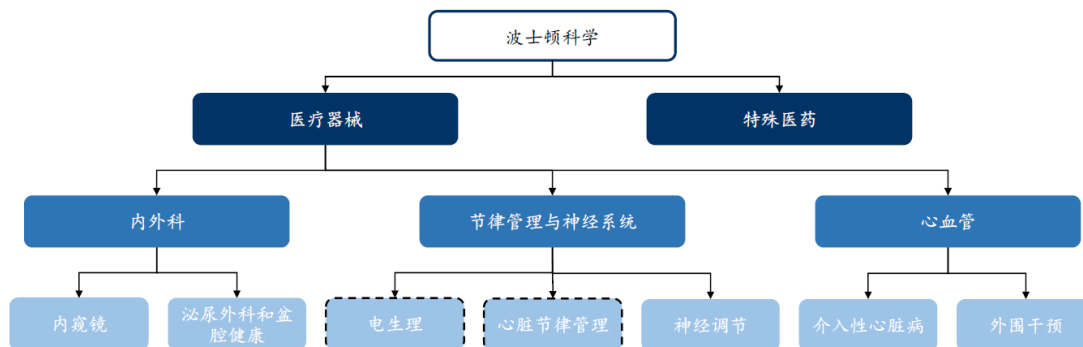 波士顿科学
医疗器械
特殊医药
内外科
节律管理与神经系统
心血管
内窥镜
泌尿外科和盆
腔健康
电生理
心脏节律管理
神经调节
介入性心脏病
外围干预